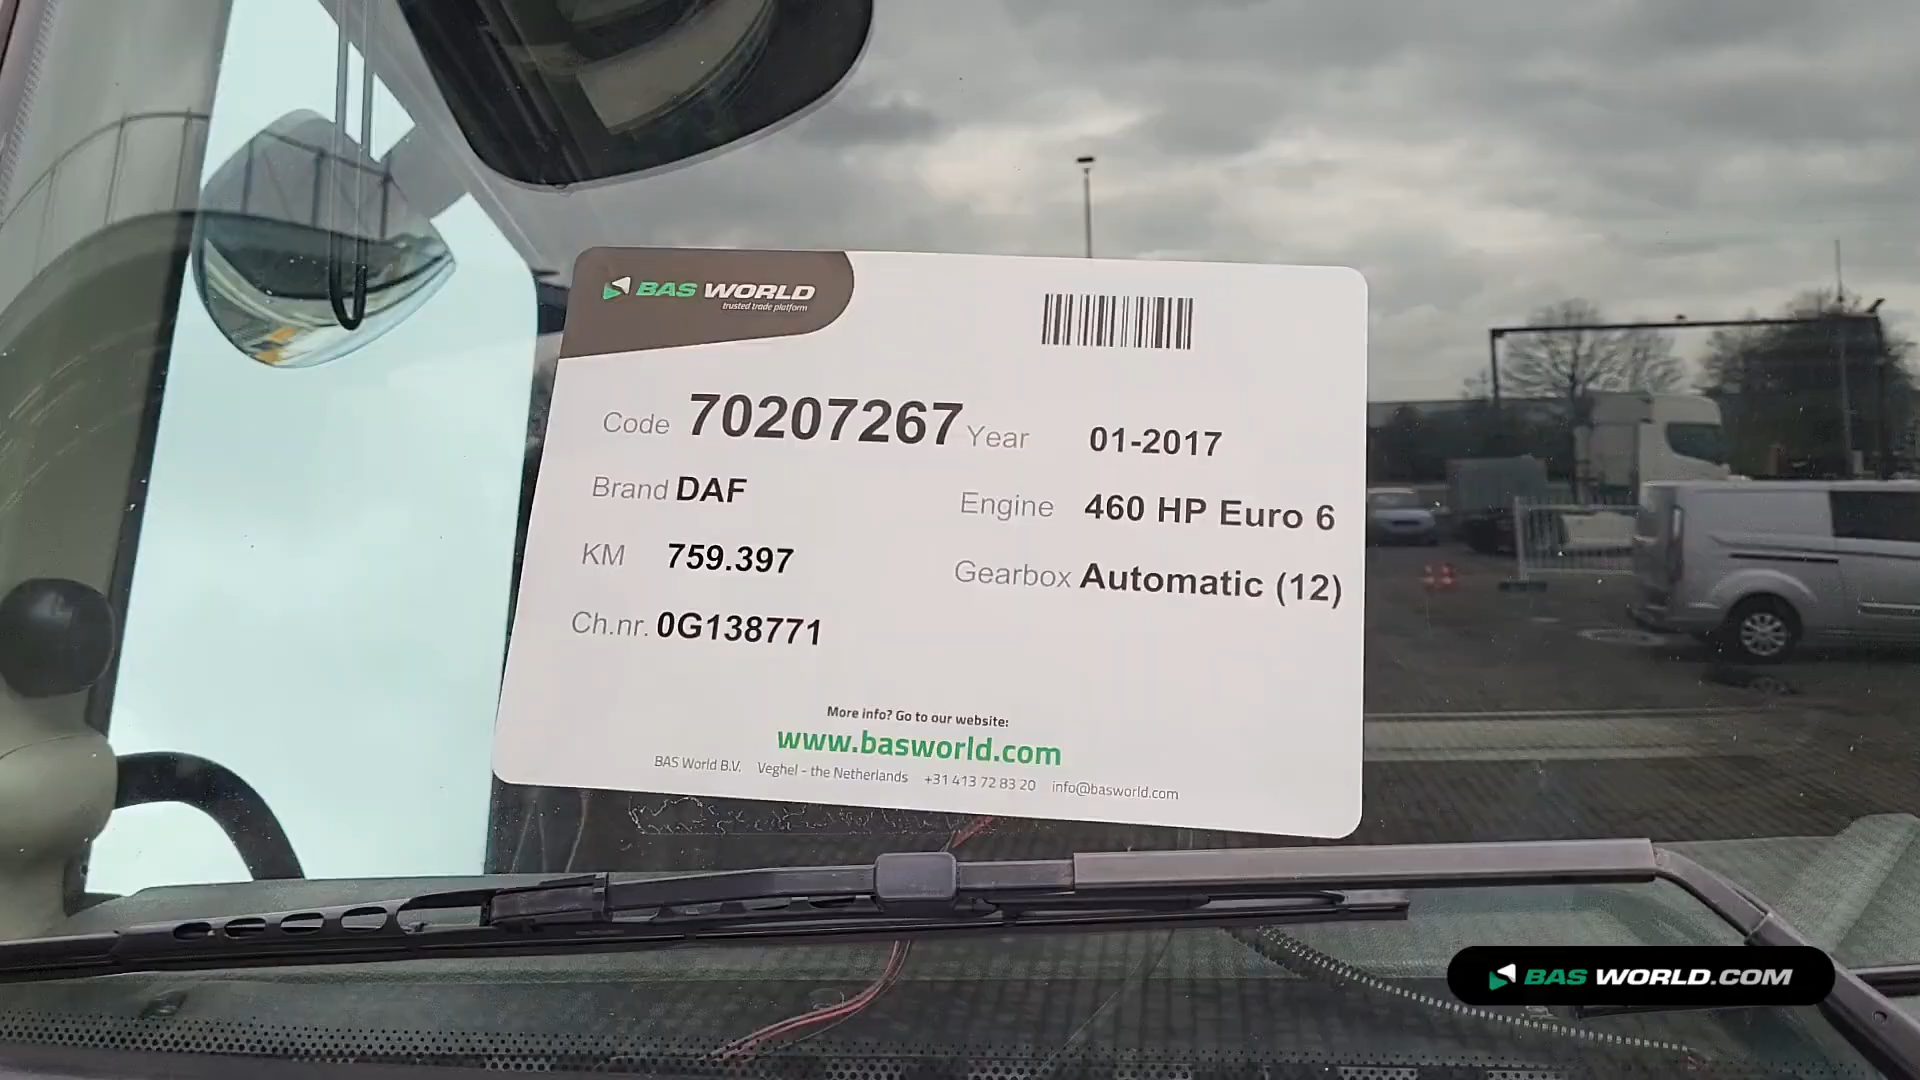 BAS WORLD
trusted trade platform
Code 70207267 Year 01-2017
Brand DAF
Engine 460 HP Euro 6
KM 759.397
Gearbox Automatic (12)
Ch.nr. 0G138771
More info? Go to our website:
www.basworld.com
BAS World B.V. Veghel - the Netherlands +31 413 72 83 20 info@basworld.com
BAS WORLD.COM